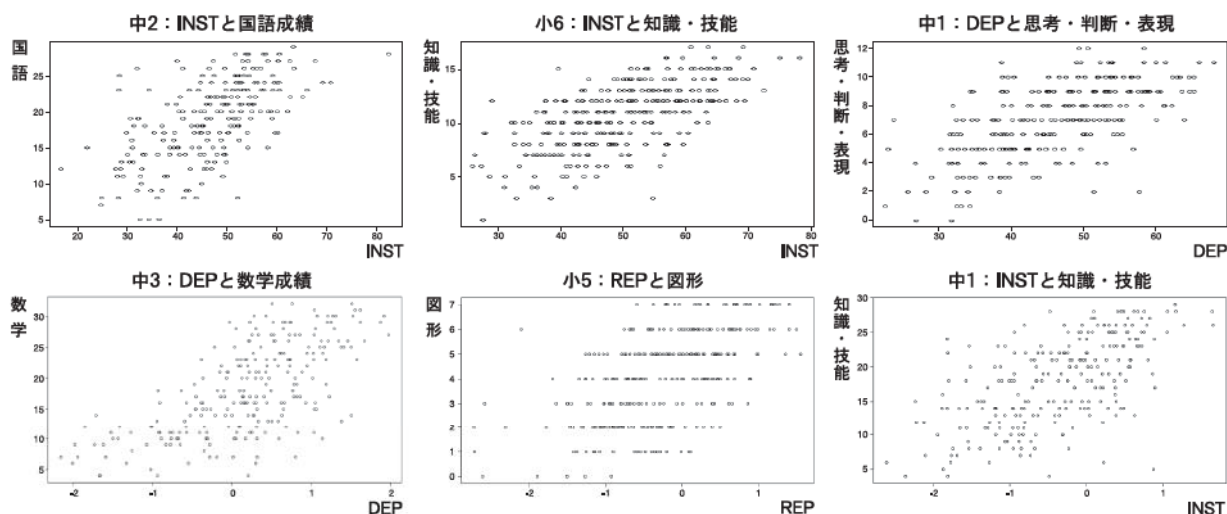 中2：INSTと国語成績
国語
25
20
15
10
5
20 30 40 50 60 70 80
INST
小6：INSTと知識・技能
知識・技能
15
10
5
30 40 50 60 70 80
INST
中1：DEPと思考・判断・表現
思考・判断・表現
12
10
8
6
4
2
0
30 40 50 60
DEP
中3：DEPと数学成績
数学
30
25
20
15
10
5
-2 -1 0 1 2
DEP
小5：REPと図形
図形
7
6
5
4
3
2
1
0
-2 -1 0 1
REP
中1：INSTと知識・技能
知識・技能
30
25
20
15
10
5
-2 -1 0 1
INST